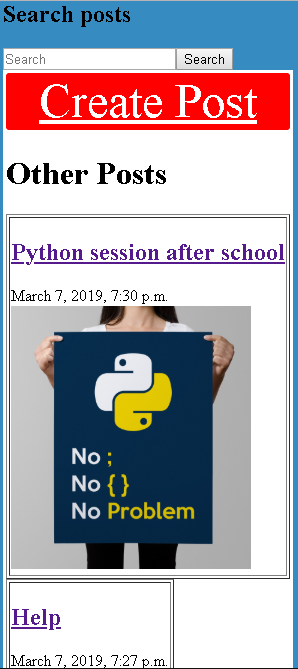 Search posts
Search
Search
Create Post
Other Posts
Python session after school
March 7, 2019, 7:30 p.m.
No ;
No { }
No Problem
Help
March 7, 2019, 7:27 p.m.